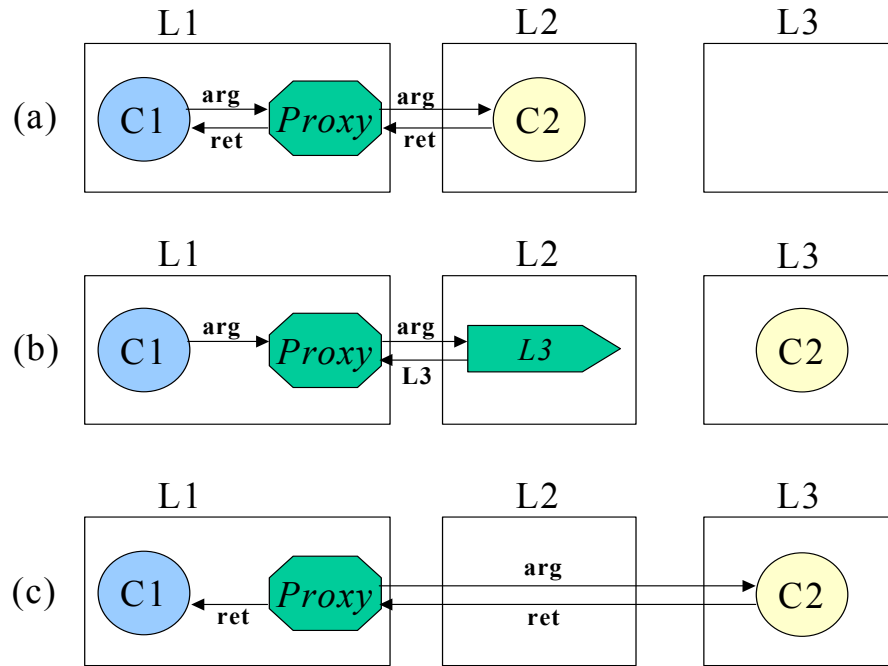 L1 L2 L3
arg arg
(a) C1 Proxy C2
ret ret
L1 L2 L3
arg arg
(b) C1 Proxy L3 C2
L3
L1 L2 L3
arg
(c) C1 Proxy C2
ret ret